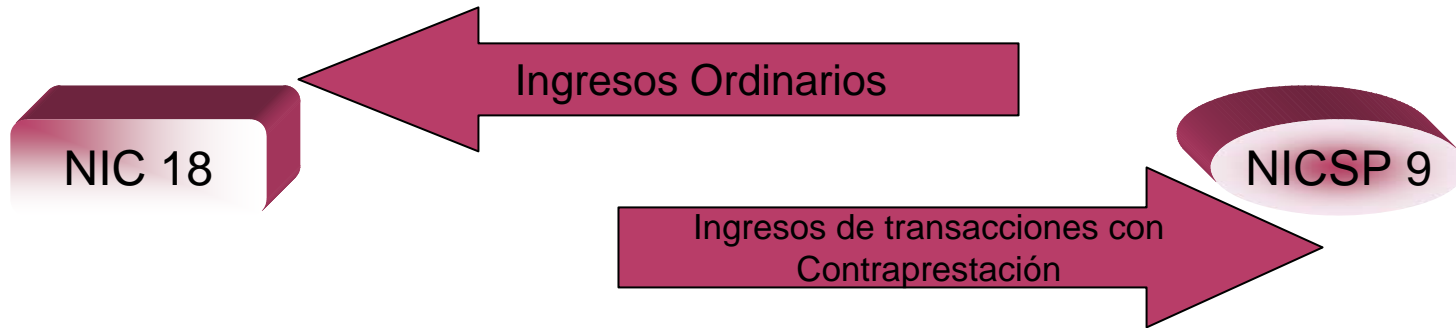 Ingresos Ordinarios
NIC 18
NICSP 9
Ingresos de transacciones con
Contraprestación